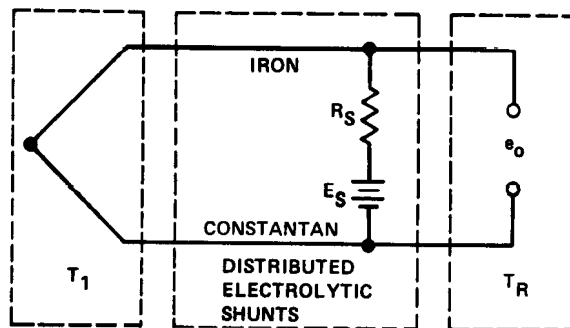 IRON
R_S
E_S
e_o
CONSTANTAN
T_1
DISTRIBUTED
ELECTROLYTIC
SHUNTS
T_R